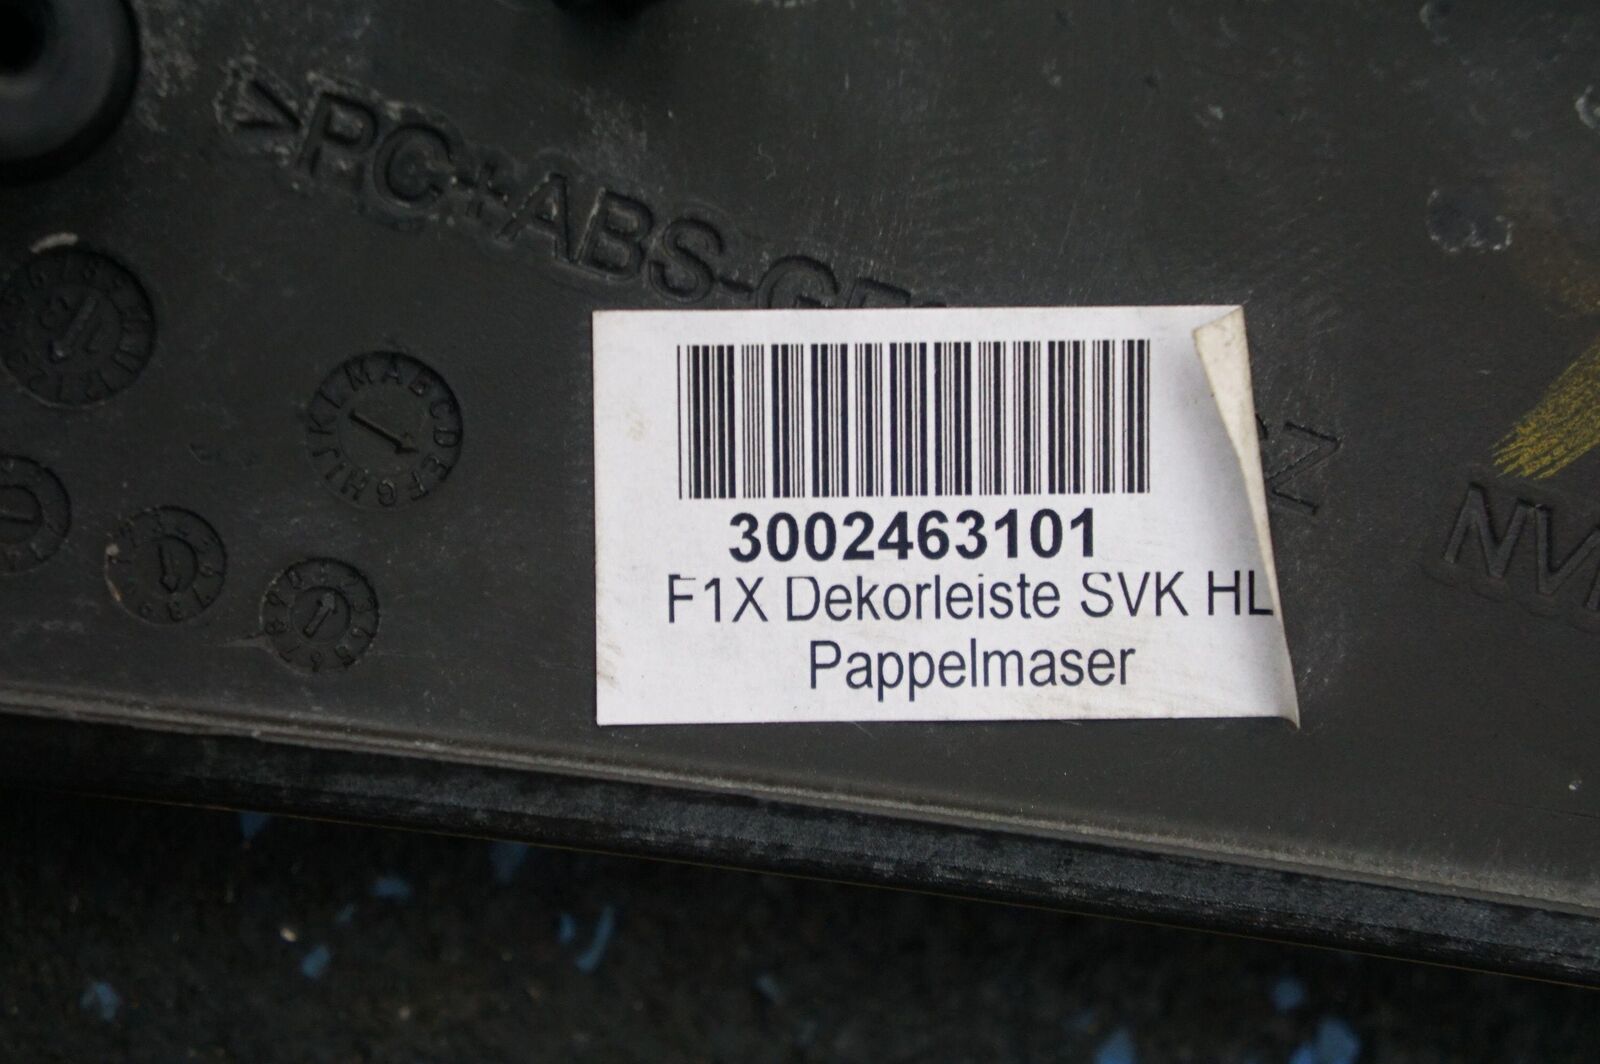 >PC+ABS-GF
3002463101
F1X Dekorleiste SVK HL
Pappelmaser